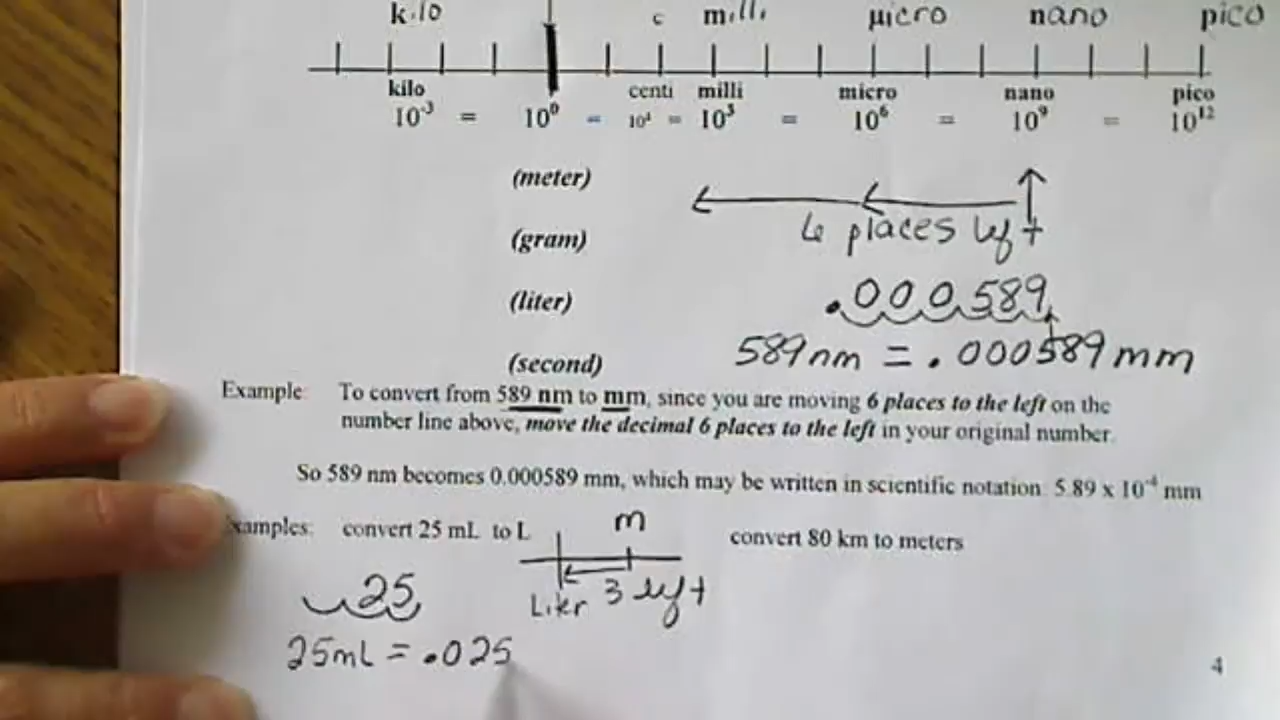 kilo c milli micro nano pico
kilo centi milli micro nano pico
10⁻³ = 10⁰ = 10² = 10³ = 10⁶ = 10⁹ = 10¹²
(meter)
(gram)
6 places left
(liter)
.000589
589nm = .000589mm
(second)
Example: To convert from 589 nm to mm, since you are moving 6 places to the left on the
number line above, move the decimal 6 places to the left in your original number.
So 589 nm becomes 0.000589 mm, which may be written in scientific notation 5.89 x 10⁻⁴ mm
m
xamples: convert 25 mL to L
convert 80 km to meters
25
Liter 3 left
25mL = .025
4